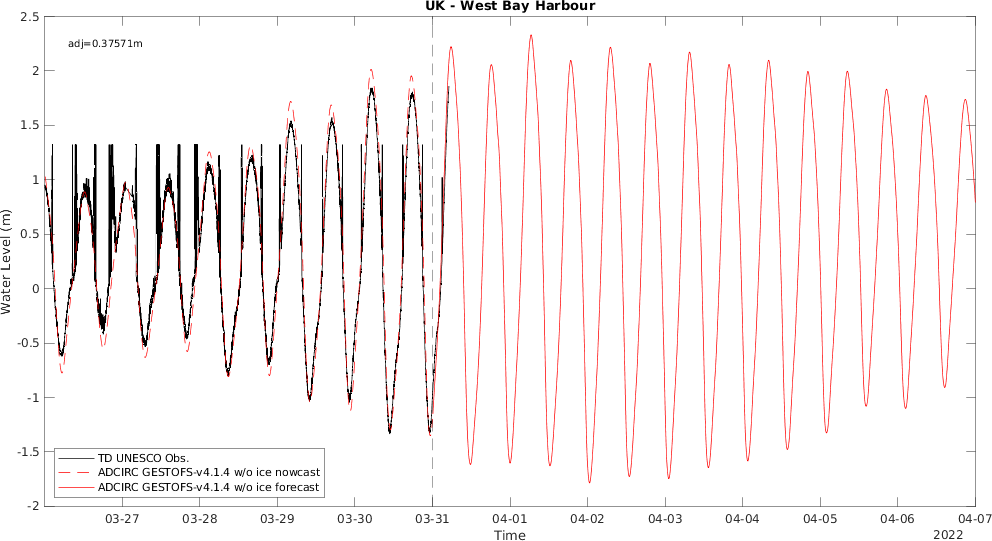 UK - West Bay Harbour
adj=0.37571m
2.5
2
1.5
1
0.5
0
-0.5
-1
-1.5
-2
Water Level (m)
TD UNESCO Obs.
ADCIRC GESTOFS-v4.1.4 w/o ice nowcast
ADCIRC GESTOFS-v4.1.4 w/o ice forecast
03-27 03-28 03-29 03-30 03-31 04-01 04-02 04-03 04-04 04-05 04-06 04-07
Time
2022